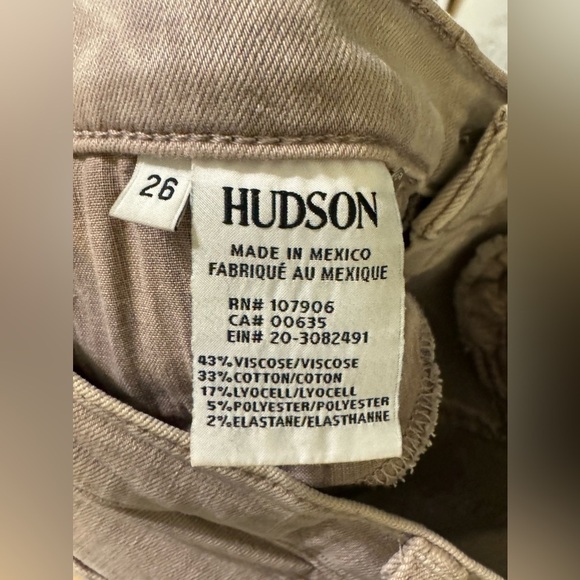 26
HUDSON
MADE IN MEXICO
FABRIQUÉ AU MEXIQUE
RN# 107906
CA# 00635
EIN# 20-3082491
43%VISCOSE/VISCOSE
33%COTTON/COTON
17%LYOCELL/LYOCELL
5%POLYESTER/POLYESTER
2%ELASTANE/ELASTHANNE